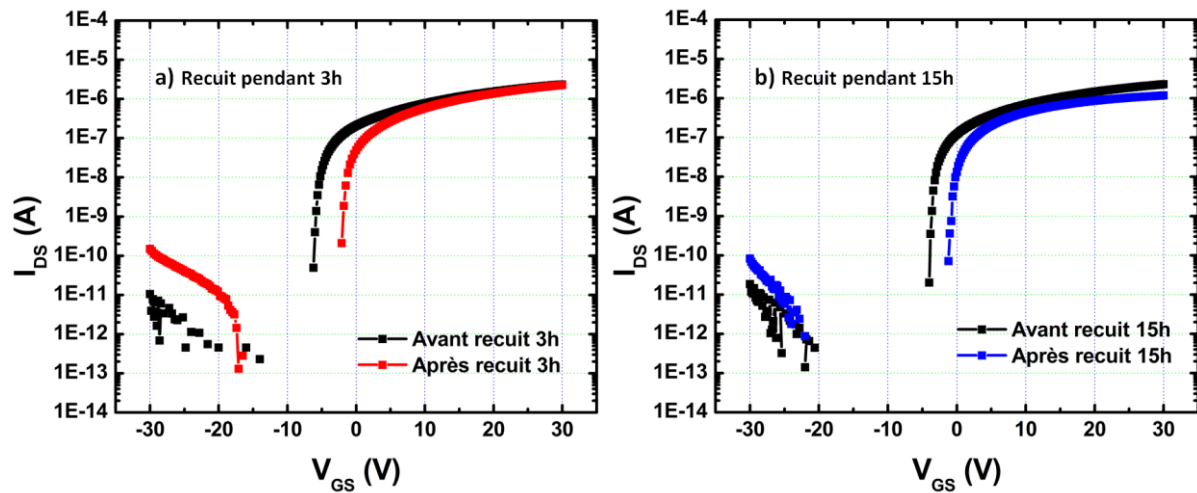 1E-4
1E-5
1E-6
1E-7
1E-8
1E-9
1E-10
1E-11
1E-12
1E-13
1E-14
I_DS (A)
a) Recuit pendant 3h
Avant recuit 3h
Après recuit 3h
-30 -20 -10 0 10 20 30
V_GS (V)
1E-4
1E-5
1E-6
1E-7
1E-8
1E-9
1E-10
1E-11
1E-12
1E-13
1E-14
I_DS (A)
b) Recuit pendant 15h
Avant recuit 15h
Après recuit 15h
-30 -20 -10 0 10 20 30
V_GS (V)